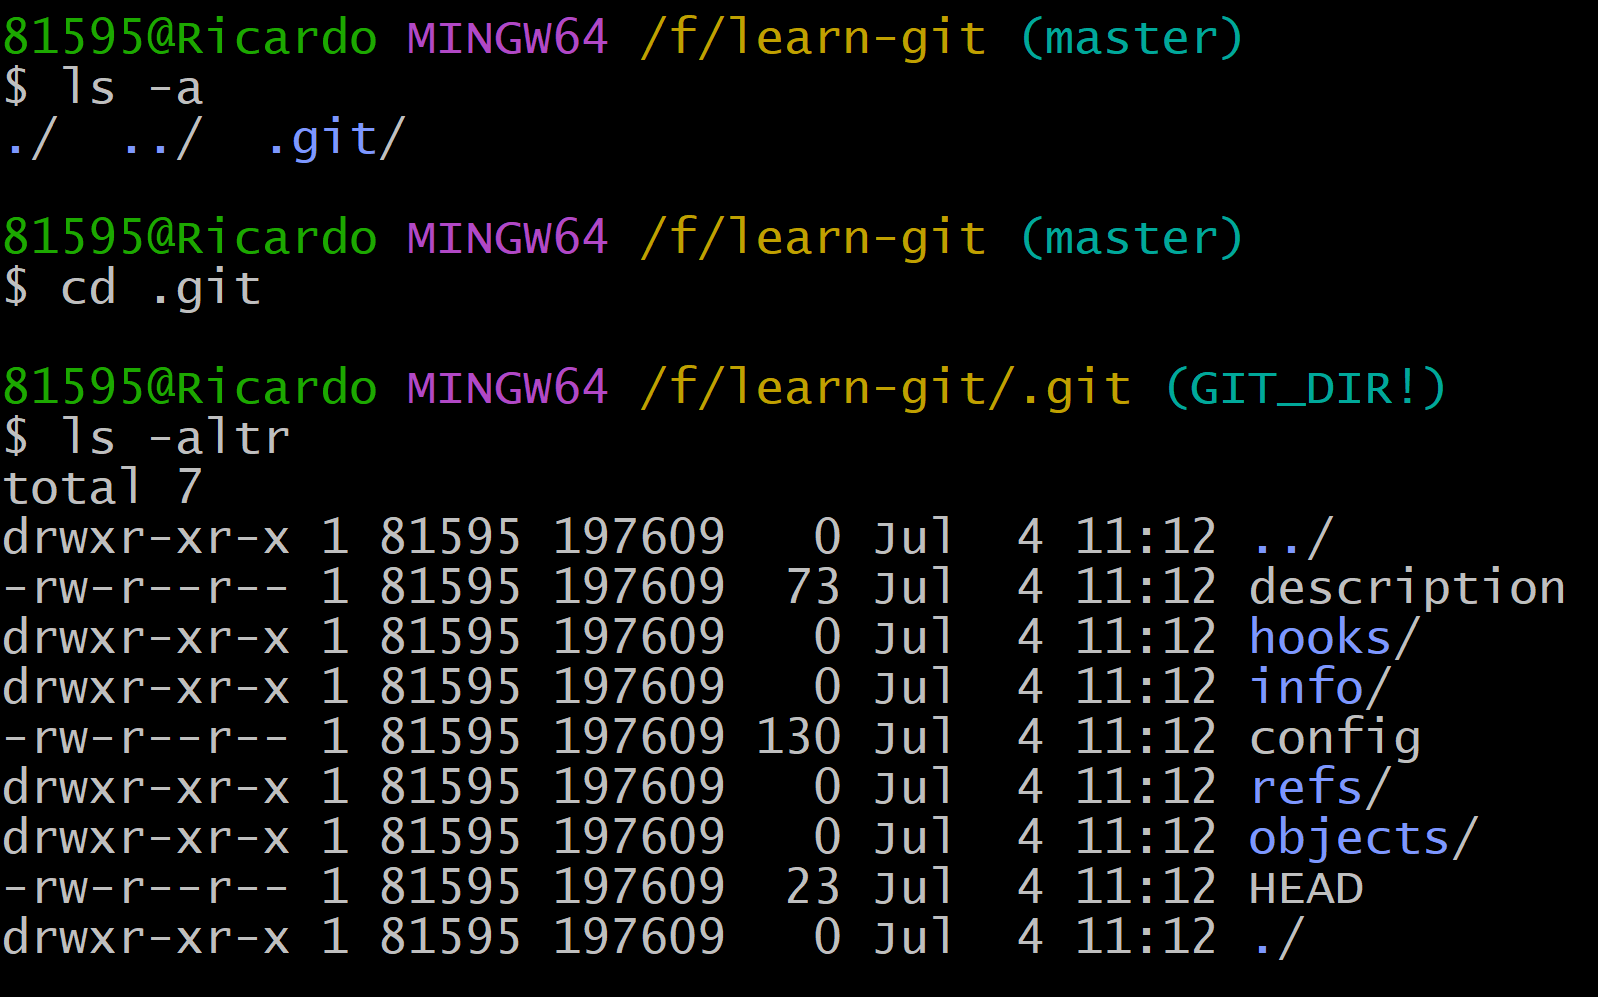 81595@Ricardo MINGW64 /f/learn-git (master)
$ ls -a
./  ../  .git/

81595@Ricardo MINGW64 /f/learn-git (master)
$ cd .git

81595@Ricardo MINGW64 /f/learn-git/.git (GIT_DIR!)
$ ls -altr
total 7
drwxr-xr-x 1 81595 197609   0 Jul  4 11:12 ../
-rw-r--r-- 1 81595 197609  73 Jul  4 11:12 description
drwxr-xr-x 1 81595 197609   0 Jul  4 11:12 hooks/
drwxr-xr-x 1 81595 197609   0 Jul  4 11:12 info/
-rw-r--r-- 1 81595 197609 130 Jul  4 11:12 config
drwxr-xr-x 1 81595 197609   0 Jul  4 11:12 refs/
drwxr-xr-x 1 81595 197609   0 Jul  4 11:12 objects/
-rw-r--r-- 1 81595 197609  23 Jul  4 11:12 HEAD
drwxr-xr-x 1 81595 197609   0 Jul  4 11:12 ./